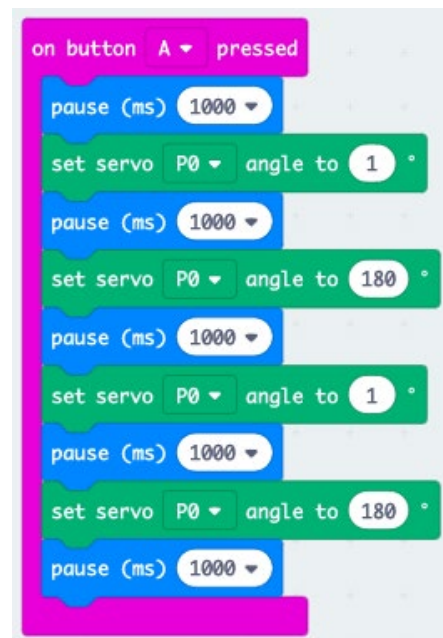 on button A pressed
pause (ms) 1000
set servo P0 angle to 1 °
pause (ms) 1000
set servo P0 angle to 180 °
pause (ms) 1000
set servo P0 angle to 1 °
pause (ms) 1000
set servo P0 angle to 180 °
pause (ms) 1000